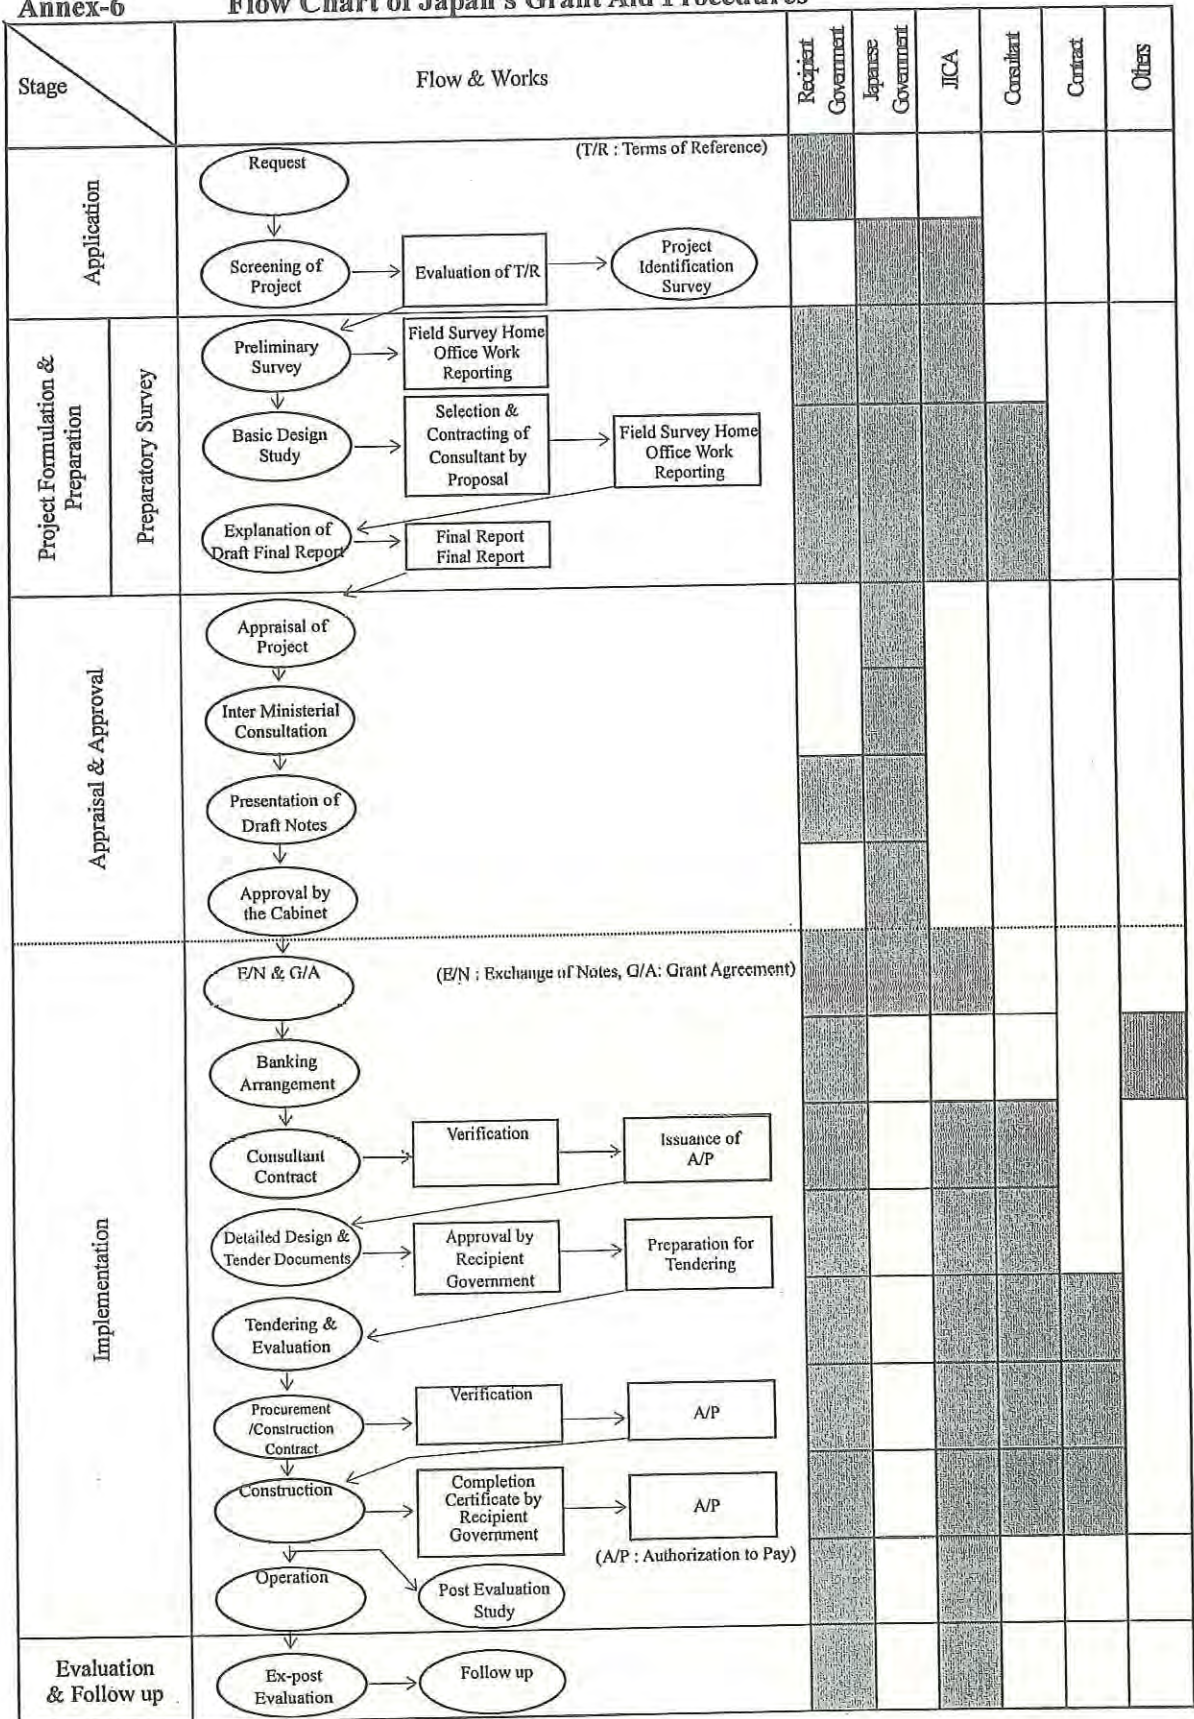 Annex-6
Flow Chart of Japan's Grant Aid Procedures
Stage
Flow & Works
Recipient
Government
Japanese
Government
JICA
Consultant
Contract
Others
Application
Request
(T/R : Terms of Reference)
Screening of
Project
Evaluation of T/R
Project
Identification
Survey
Project Formulation &
Preparation
Preparatory Survey
Preliminary
Survey
Field Survey Home
Office Work
Reporting
Basic Design
Study
Selection &
Contracting of
Consultant by
Proposal
Field Survey Home
Office Work
Reporting
Explanation of
Draft Final Report
Final Report
Final Report
Appraisal & Approval
Appraisal of
Project
Inter Ministerial
Consultation
Presentation of
Draft Notes
Approval by
the Cabinet
Implementation
E/N & G/A
(E/N : Exchange of Notes, G/A: Grant Agreement)
Banking
Arrangement
Consultant
Contract
Verification
Issuance of
A/P
Detailed Design &
Tender Documents
Approval by
Recipient
Government
Preparation for
Tendering
Tendering &
Evaluation
Procurement
/Construction
Contract
Verification
A/P
Construction
Completion
Certificate by
Recipient
Government
A/P
(A/P : Authorization to Pay)
Operation
Post Evaluation
Study
Evaluation
& Follow up
Ex-post
Evaluation
Follow up